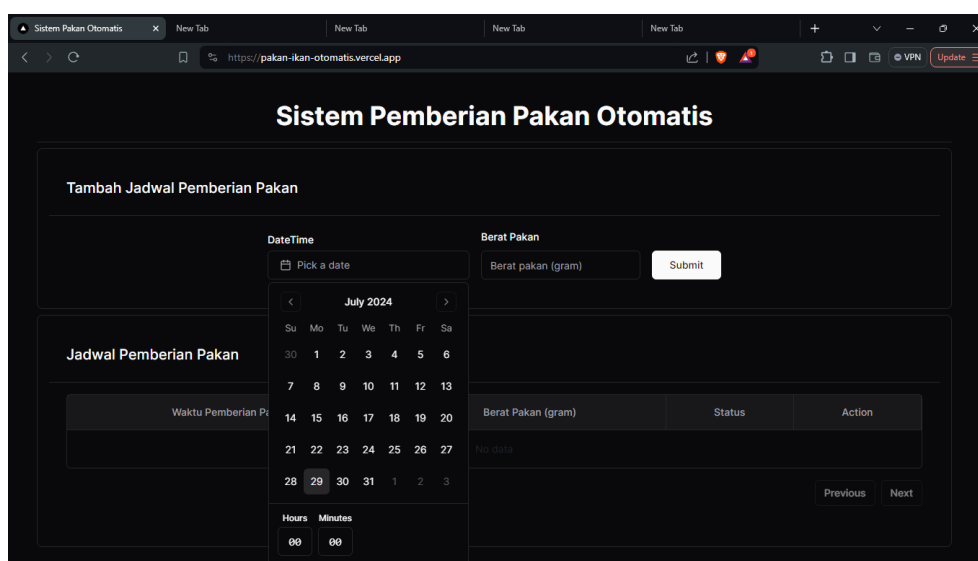 Sistem Pakan Otomatis New Tab New Tab New Tab New Tab
https://pakan-ikan-otomatis.vercel.app VPN Update
Sistem Pemberian Pakan Otomatis
Tambah Jadwal Pemberian Pakan
DateTime Berat Pakan
Pick a date Berat pakan (gram) Submit
July 2024
Su Mo Tu We Th Fr Sa
30 1 2 3 4 5 6
7 8 9 10 11 12 13
14 15 16 17 18 19 20
21 22 23 24 25 26 27
28 29 30 31 1 2 3
Hours Minutes
00 00
Jadwal Pemberian Pakan
Waktu Pemberian Pa Berat Pakan (gram) Status Action
No data
Previous Next